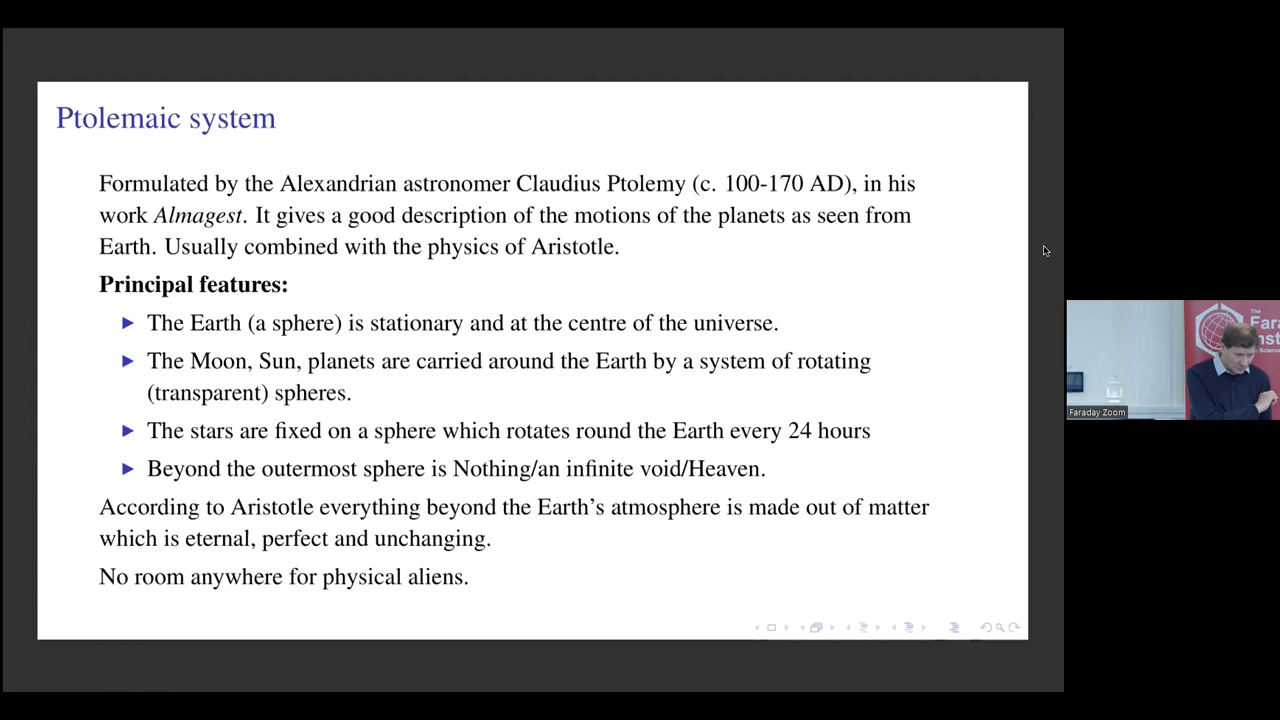 Ptolemaic system
Formulated by the Alexandrian astronomer Claudius Ptolemy (c. 100-170 AD), in his
work Almagest. It gives a good description of the motions of the planets as seen from
Earth. Usually combined with the physics of Aristotle.
Principal features:
The Earth (a sphere) is stationary and at the centre of the universe.
The Moon, Sun, planets are carried around the Earth by a system of rotating
(transparent) spheres.
The stars are fixed on a sphere which rotates round the Earth every 24 hours
Beyond the outermost sphere is Nothing/an infinite void/Heaven.
According to Aristotle everything beyond the Earth's atmosphere is made out of matter
which is eternal, perfect and unchanging.
No room anywhere for physical aliens.
The
Faraday Zoom